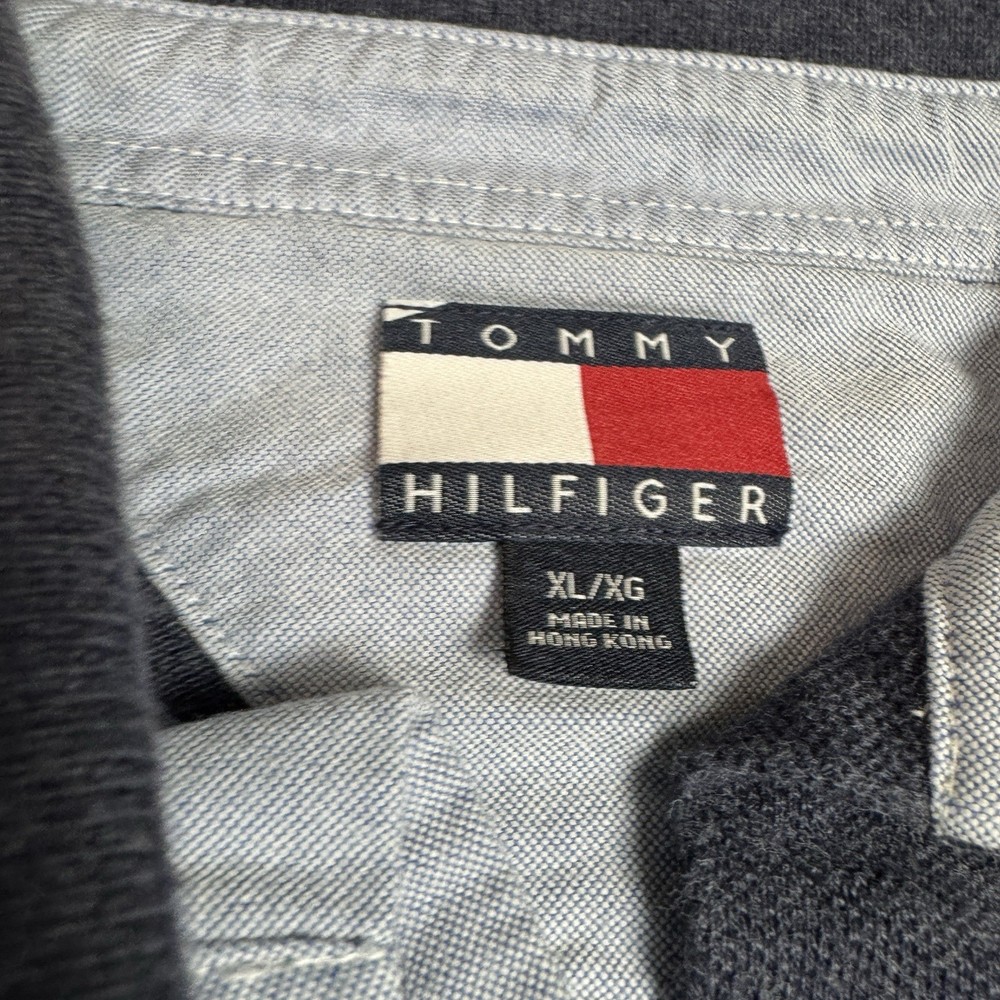 TOMMY
HILFIGER
XL/XG
MADE IN
HONG KONG